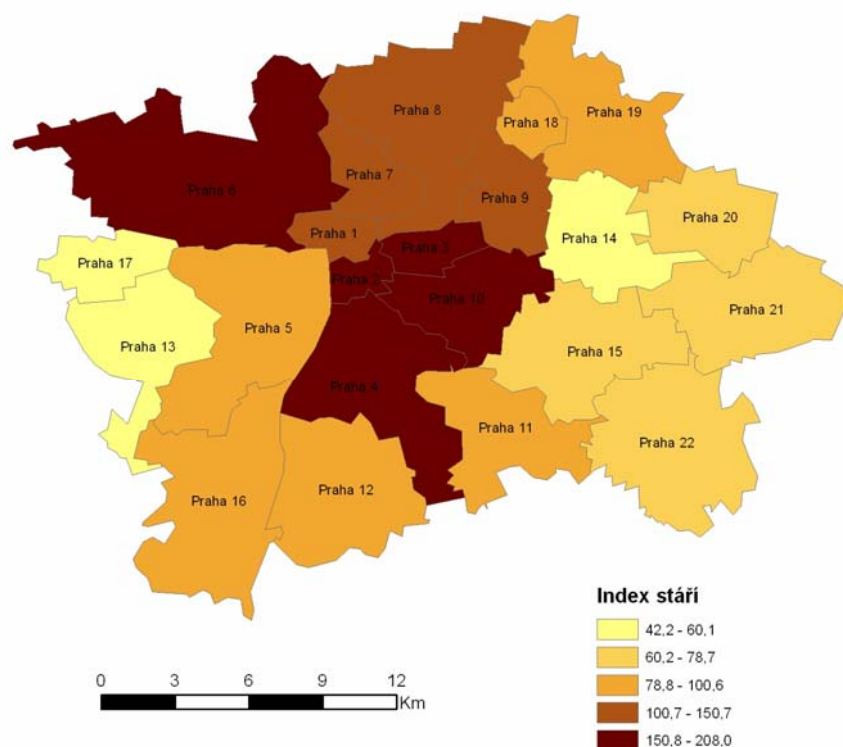 Praha 8
Praha 18
Praha 19
Praha 7
Praha 6
Praha 9
Praha 20
Praha 1
Praha 14
Praha 3
Praha 17
Praha 2
Praha 10
Praha 21
Praha 5
Praha 13
Praha 15
Praha 4
Praha 11
Praha 22
Praha 12
Praha 16
Index stáří
42,2 - 60,1
60,2 - 78,7
78,8 - 100,6
100,7 - 150,7
150,8 - 208,0
0 3 6 9 12
Km